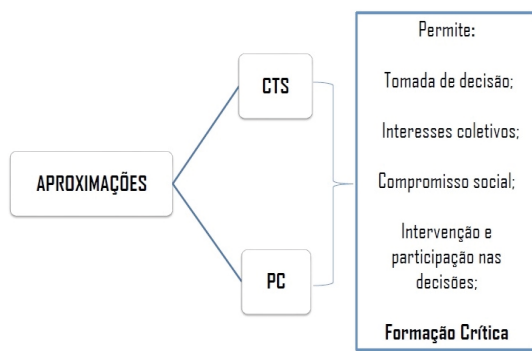 APROXIMAÇÕES
CTS
PC
Permite:
Tomada de decisão;
Interesses coletivos;
Compromisso social;
Intervenção e
participação nas
decisões;
Formação Crítica